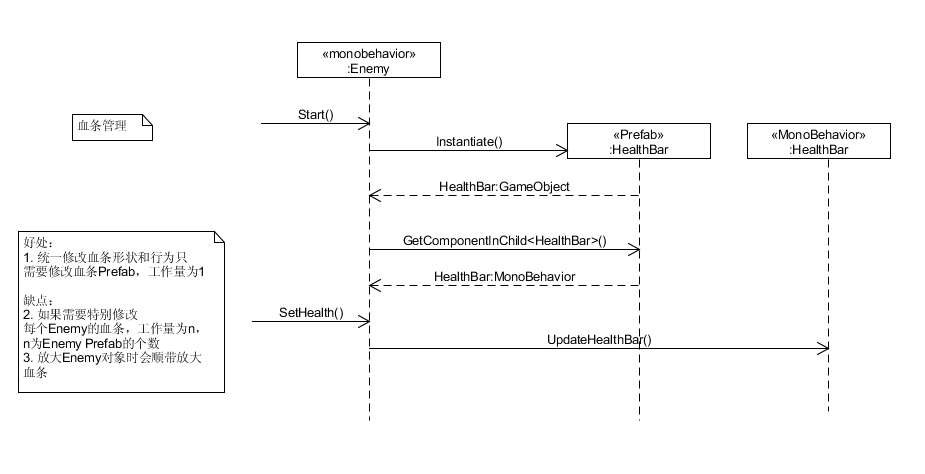 «monobehavior»
:Enemy
血条管理
Start()
Instantiate()
«Prefab»
:HealthBar
«MonoBehavior»
:HealthBar
HealthBar:GameObject
好处：
1. 统一修改血条形状和行为只
需要修改血条Prefab，工作量为1
缺点：
2. 如果需要特别修改
每个Enemy的血条，工作量为n，
n为Enemy Prefab的个数
3. 放大Enemy对象时会顺带放大
血条
GetComponentInChild<HealthBar>()
HealthBar:MonoBehavior
SetHealth()
UpdateHealthBar()